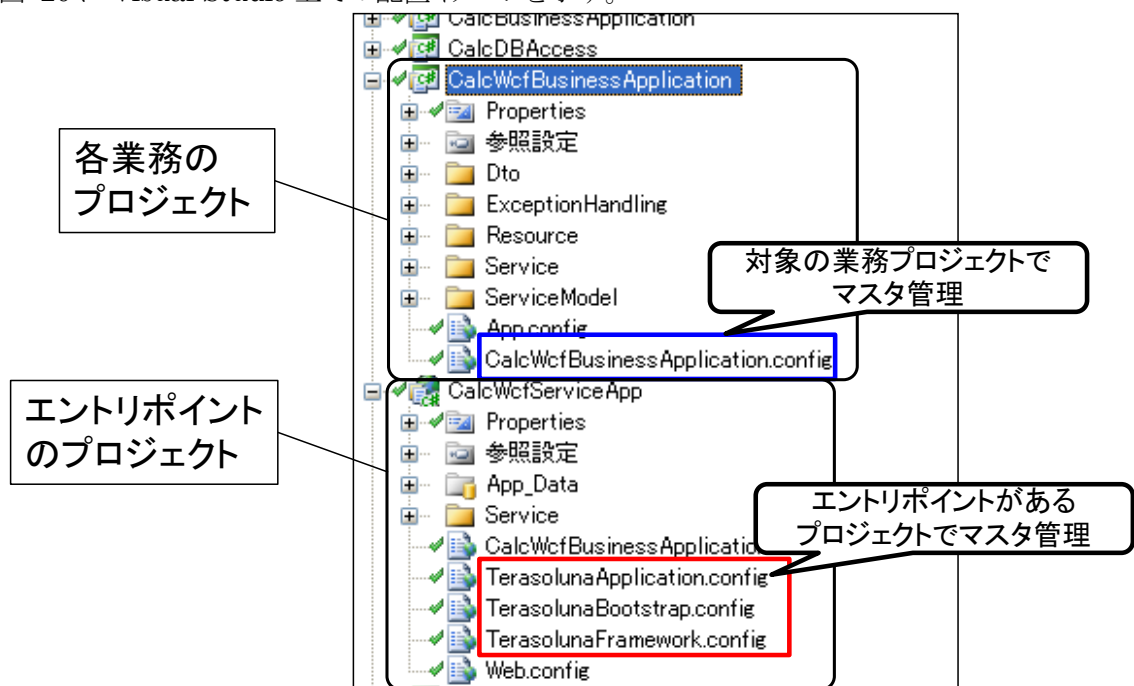 CalcBusinessApplication
CalcDBAccess
CalcWcfBusinessApplication
Properties
参照設定
各業務の
プロジェクト
Dto
ExceptionHandling
Resource
Service
ServiceModel
対象の業務プロジェクトで
マスタ管理
App.config
CalcWcfBusinessApplication.config
CalcWcfServiceApp
エントリポイント
のプロジェクト
Properties
参照設定
App_Data
Service
エントリポイントがある
プロジェクトでマスタ管理
CalcWcfBusinessApplicatio
TerasolunaApplication.config
TerasolunaBootstrap.config
TerasolunaFramework.config
Web.config